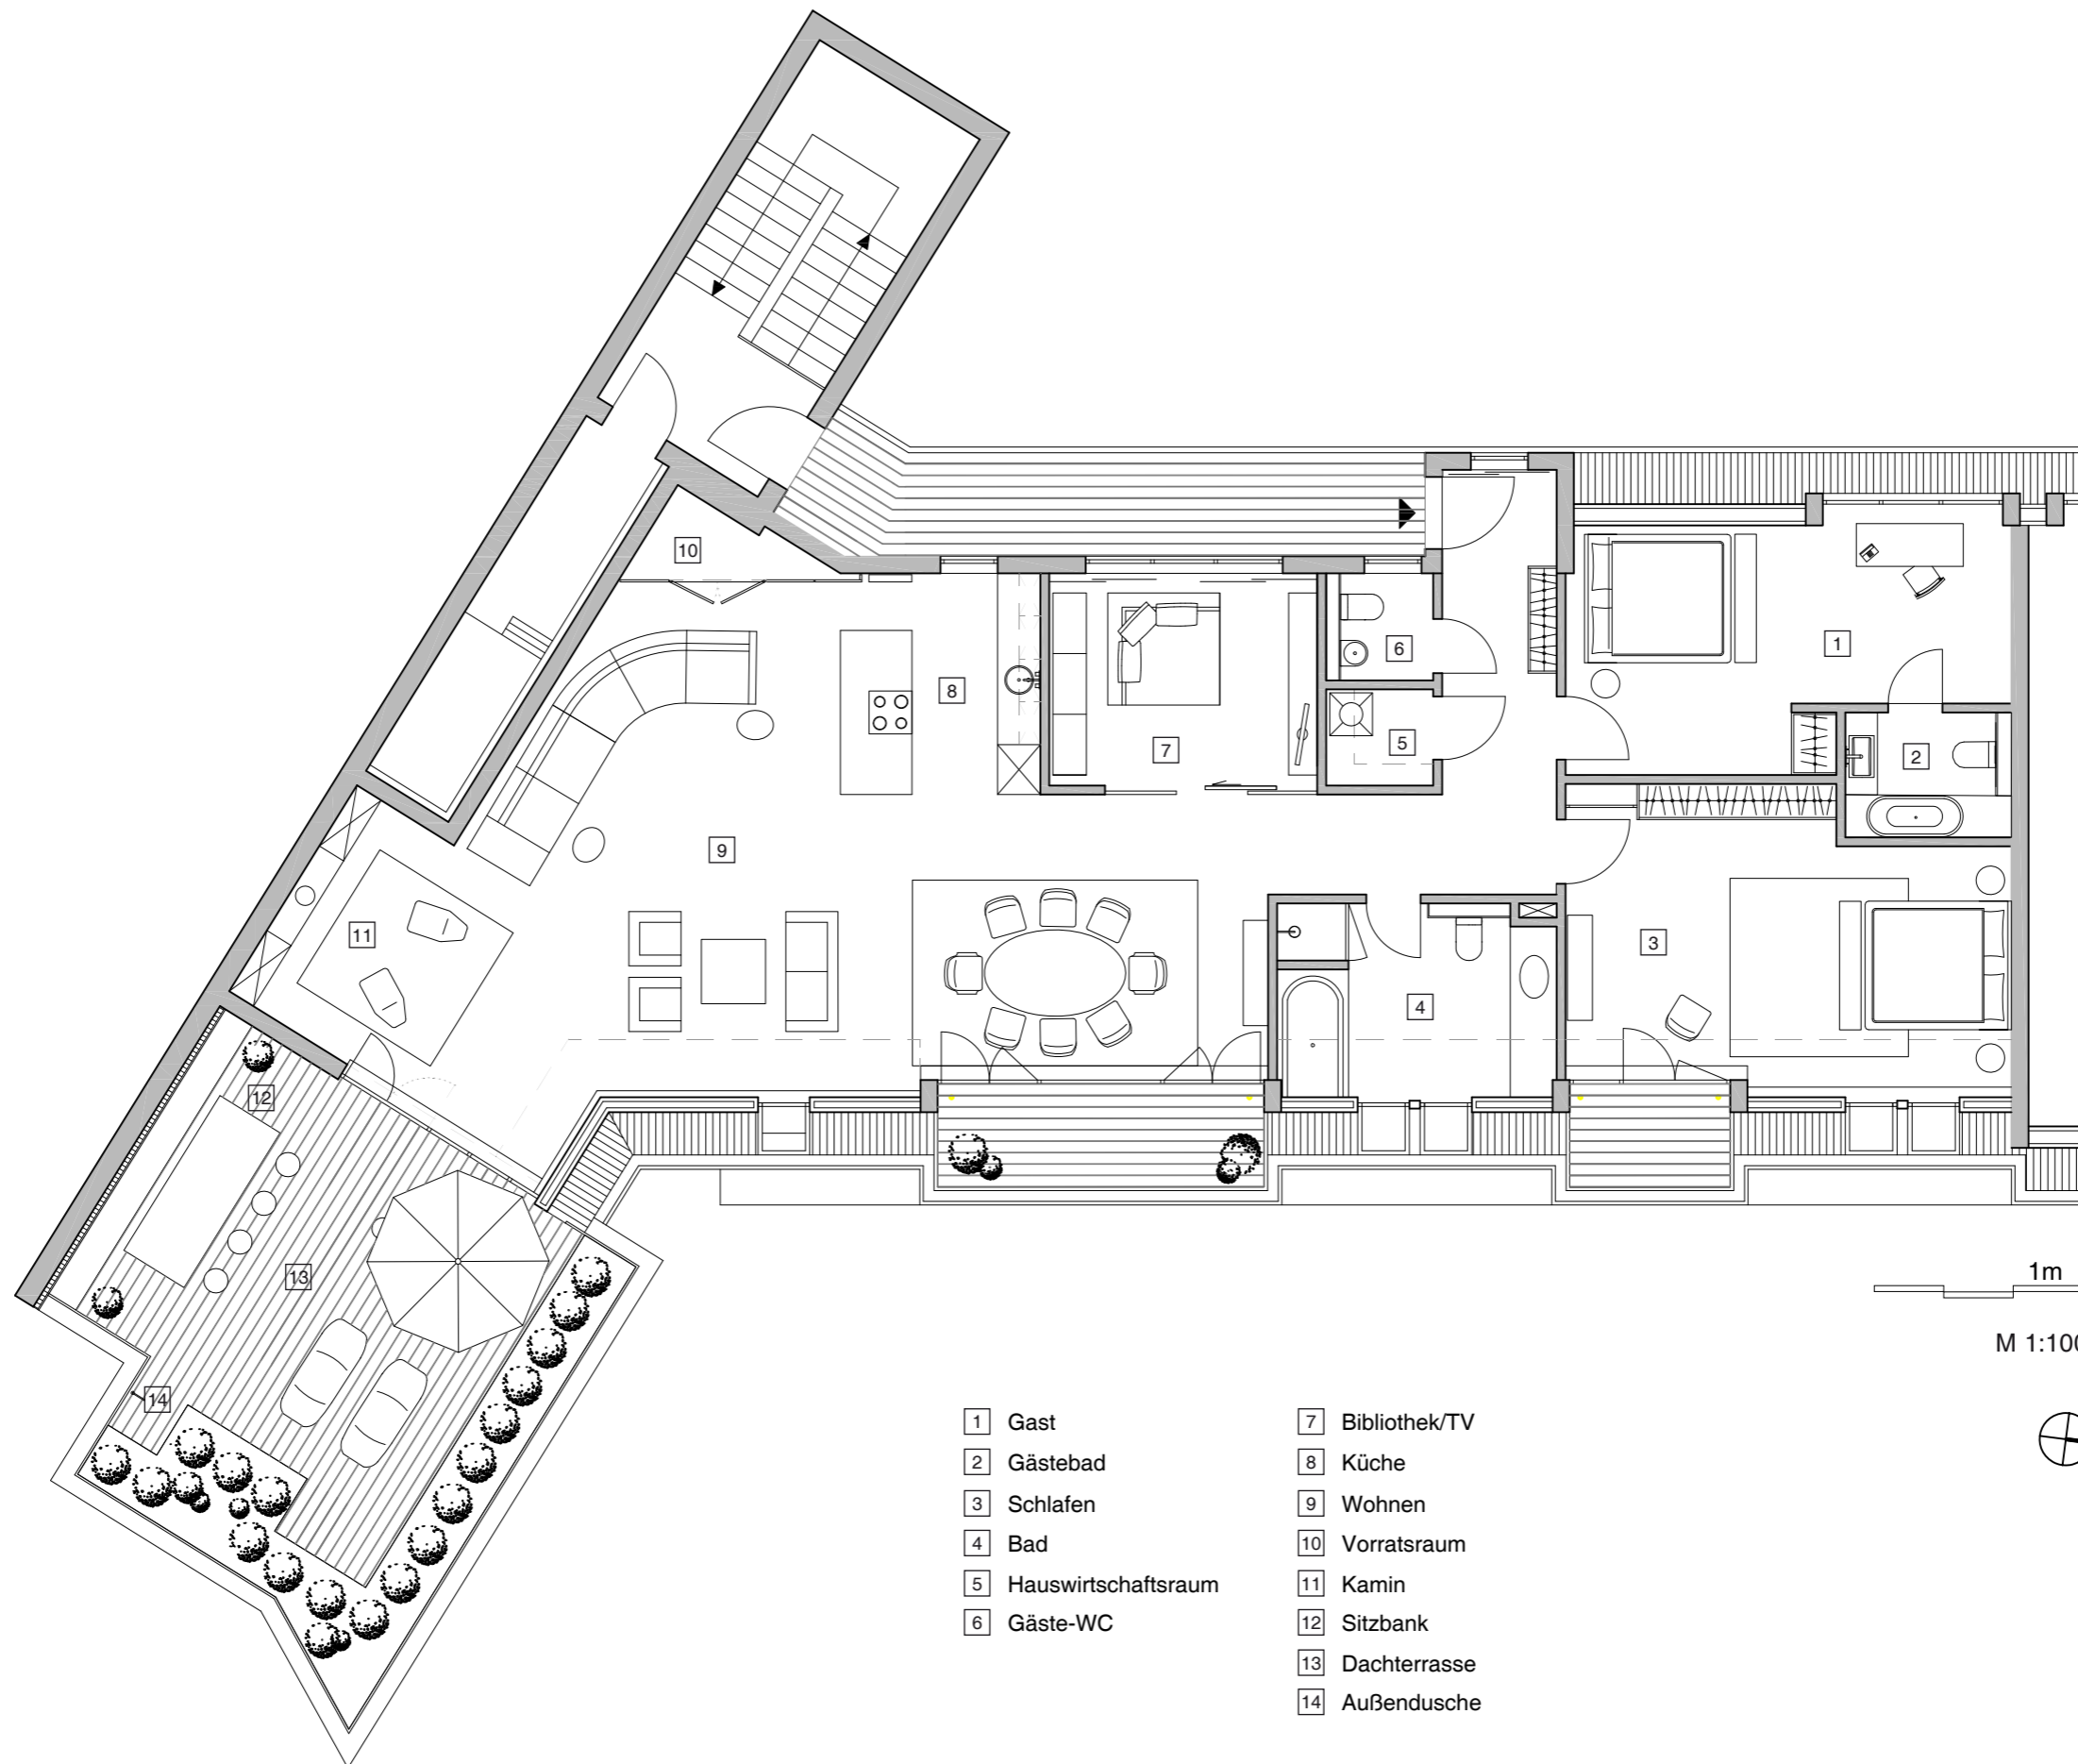 10
6
1
8
7
5
2
9
11
3
4
12
13
14
1m
M 1:100
1 Gast
2 Gästebad
3 Schlafen
4 Bad
5 Hauswirtschaftsraum
6 Gäste-WC
7 Bibliothek/TV
8 Küche
9 Wohnen
10 Vorratsraum
11 Kamin
12 Sitzbank
13 Dachterrasse
14 Außendusche